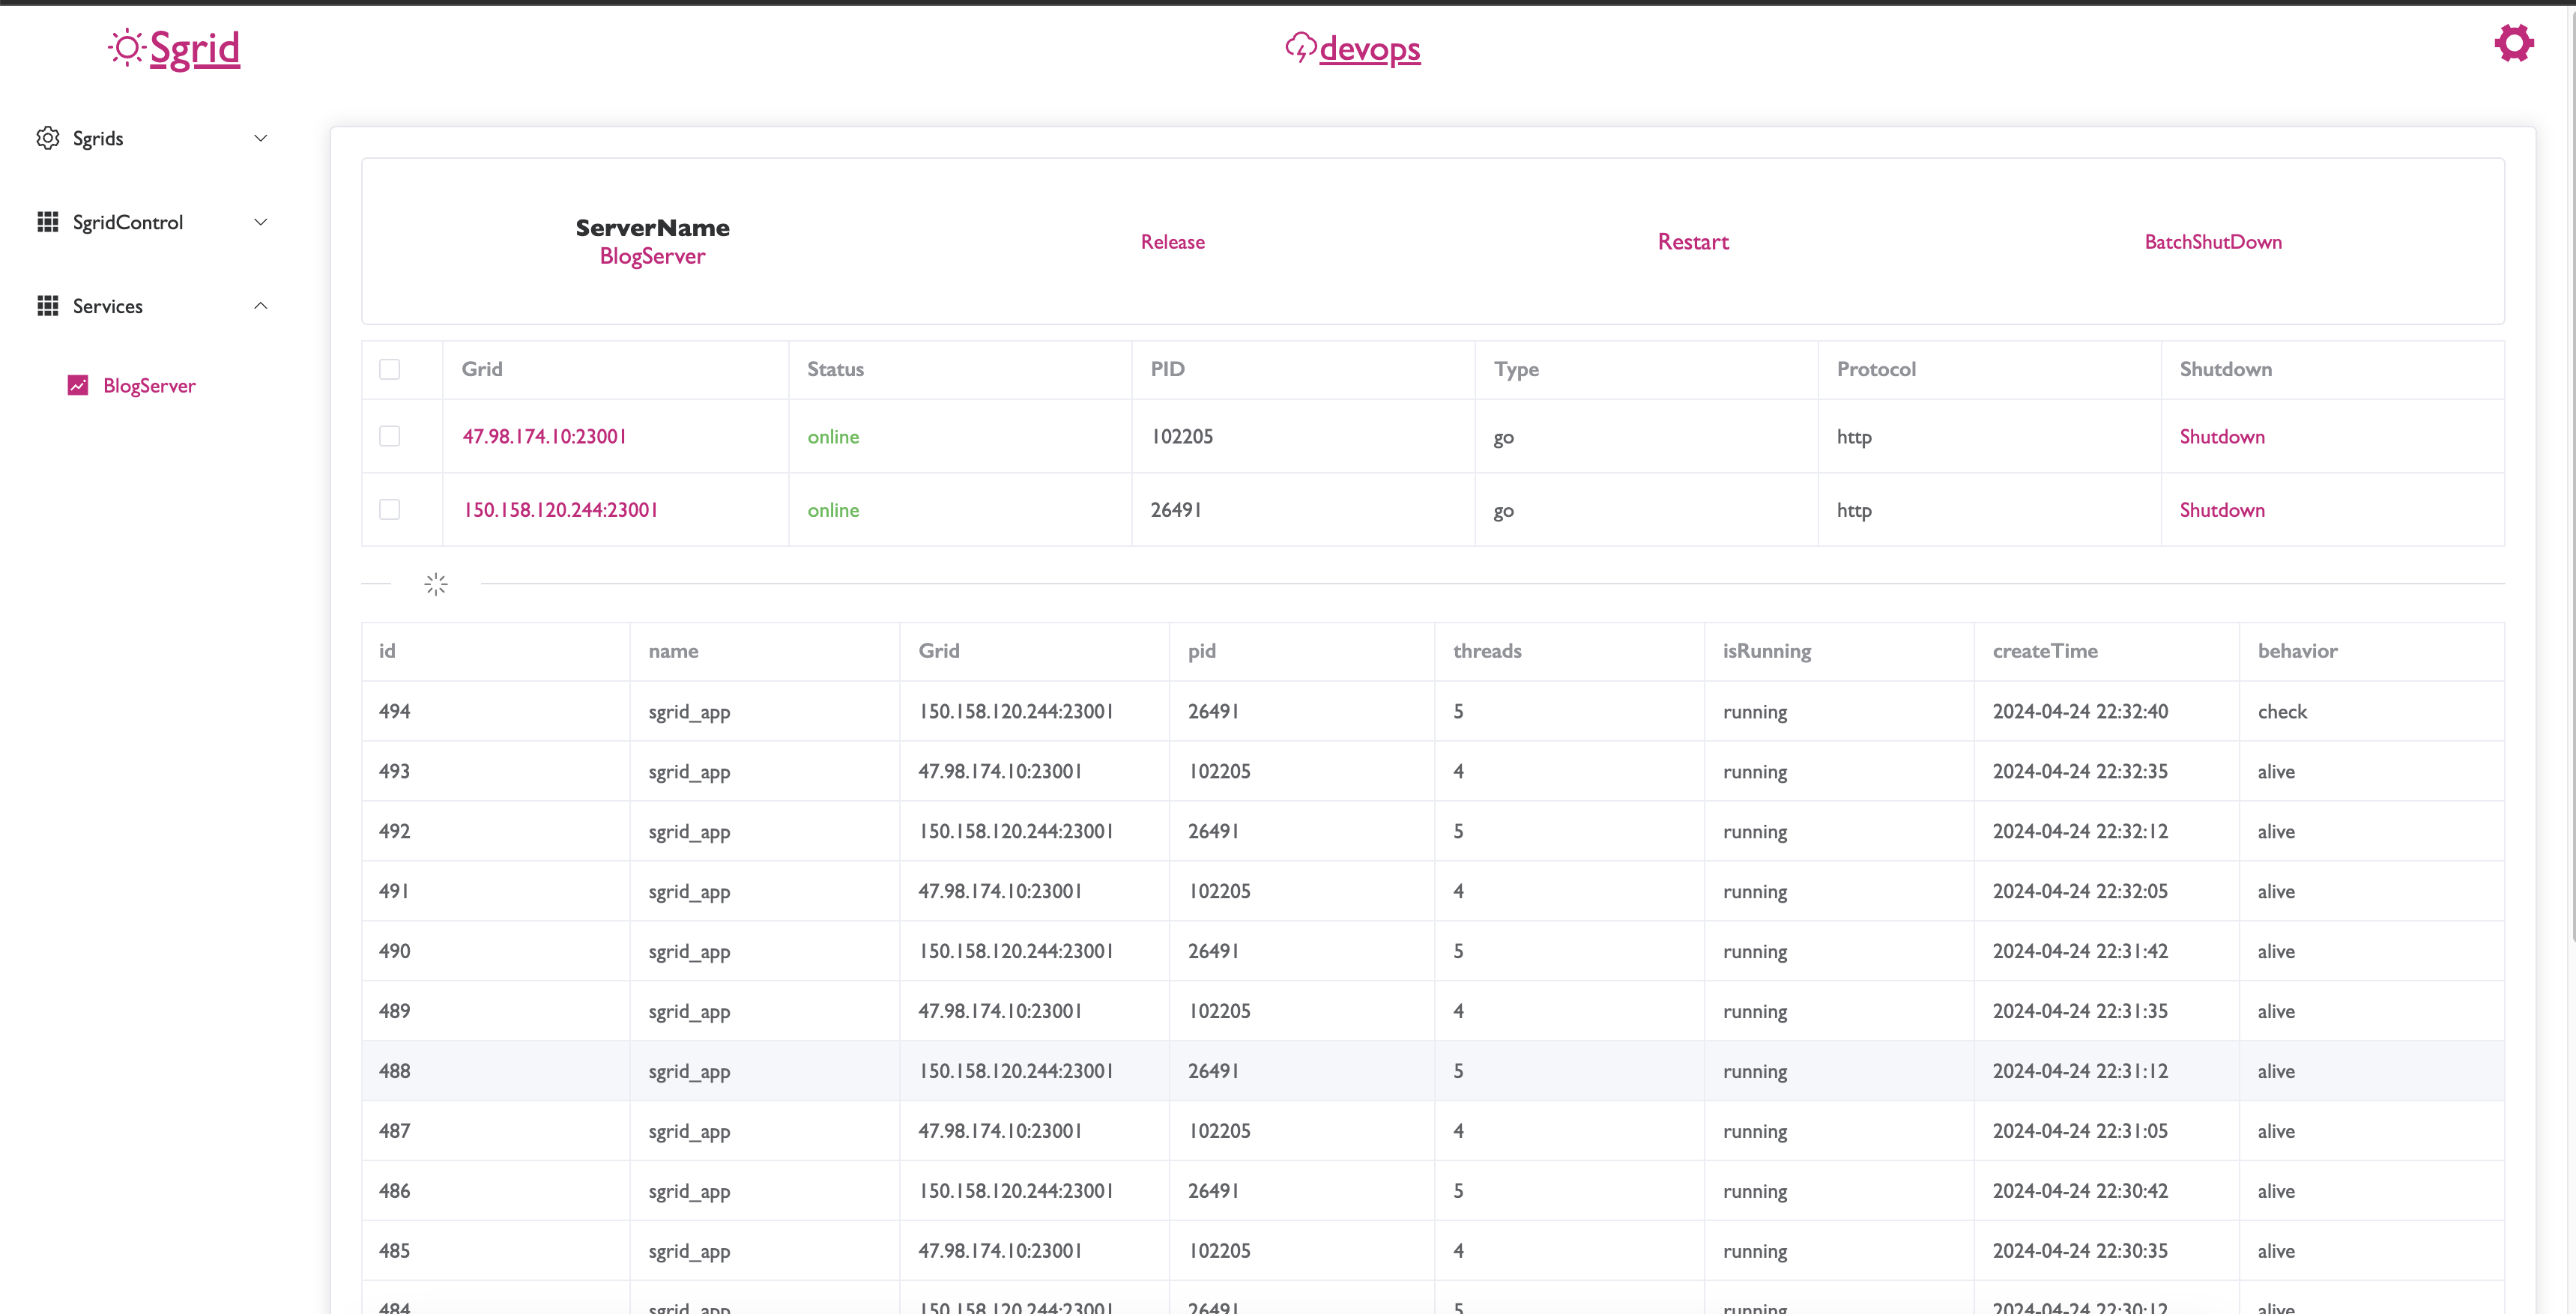 Sgrid
devops
Sgrids
SgridControl
Services
BlogServer
ServerName
BlogServer
Release
Restart
BatchShutDown
Grid Status PID Type Protocol Shutdown
47.98.174.10:23001 online 102205 go http Shutdown
150.158.120.244:23001 online 26491 go http Shutdown
id name Grid pid threads isRunning createTime behavior
494 sgrid_app 150.158.120.244:23001 26491 5 running 2024-04-24 22:32:40 check
493 sgrid_app 47.98.174.10:23001 102205 4 running 2024-04-24 22:32:35 alive
492 sgrid_app 150.158.120.244:23001 26491 5 running 2024-04-24 22:32:12 alive
491 sgrid_app 47.98.174.10:23001 102205 4 running 2024-04-24 22:32:05 alive
490 sgrid_app 150.158.120.244:23001 26491 5 running 2024-04-24 22:31:42 alive
489 sgrid_app 47.98.174.10:23001 102205 4 running 2024-04-24 22:31:35 alive
488 sgrid_app 150.158.120.244:23001 26491 5 running 2024-04-24 22:31:12 alive
487 sgrid_app 47.98.174.10:23001 102205 4 running 2024-04-24 22:31:05 alive
486 sgrid_app 150.158.120.244:23001 26491 5 running 2024-04-24 22:30:42 alive
485 sgrid_app 47.98.174.10:23001 102205 4 running 2024-04-24 22:30:35 alive
484 sgrid_app 150.158.120.244:23001 26491 5 running 2024-04-24 22:30:12 alive